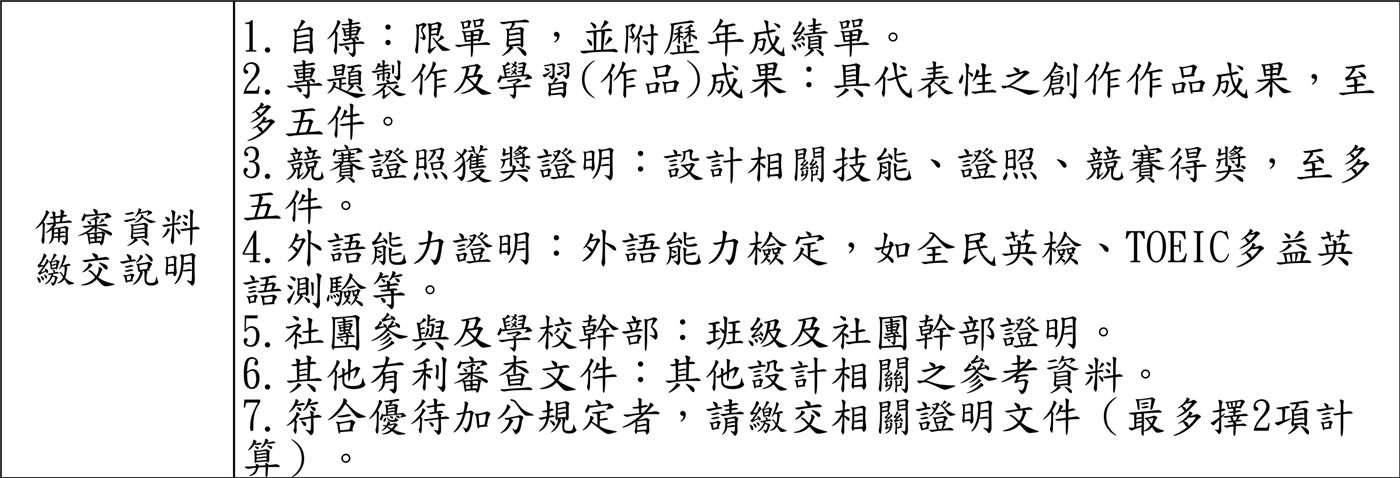 備審資料
繳交說明
1.自傳：限單頁，並附歷年成績單。
2.專題製作及學習(作品)成果：具代表性之創作作品成果，至
多五件。
3.競賽證照獲獎證明：設計相關技能、證照、競賽得獎，至多
五件。
4.外語能力證明：外語能力檢定，如全民英檢、TOEIC多益英
語測驗等。
5.社團參與及學校幹部：班級及社團幹部證明。
6.其他有利審查文件：其他設計相關之參考資料。
7.符合優待加分規定者，請繳交相關證明文件（最多擇2項計
算）。